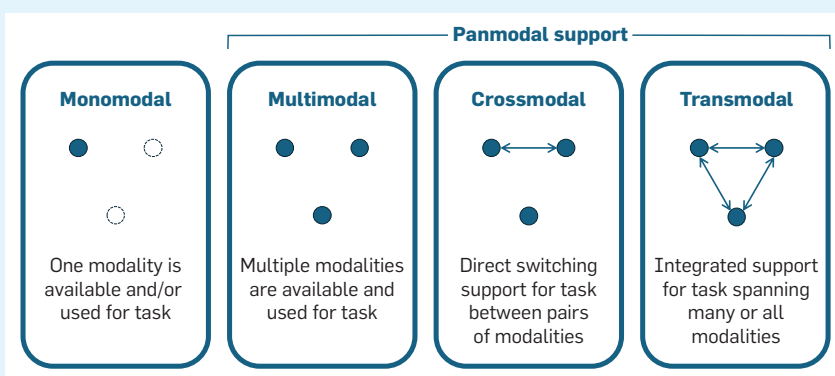 Panmodal support
Monomodal
One modality is
available and/or
used for task
Multimodal
Multiple modalities
are available and
used for task
Crossmodal
Direct switching
support for task
between pairs
of modalities
Transmodal
Integrated support
for task spanning
many or all
modalities